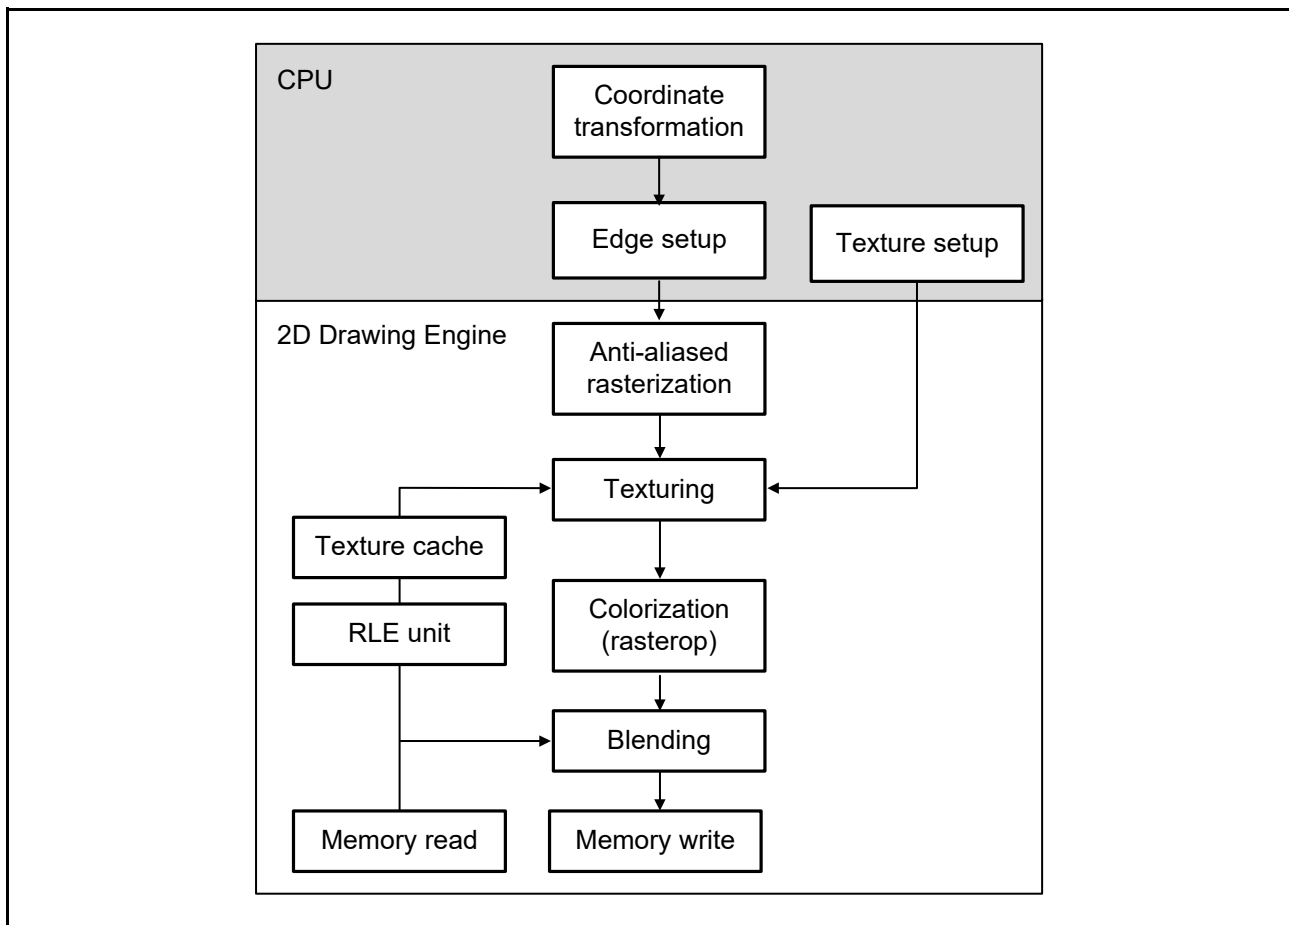 CPU
Coordinate
transformation
Edge setup
Texture setup
2D Drawing Engine
Anti-aliased
rasterization
Texturing
Texture cache
Colorization
(rasterop)
RLE unit
Blending
Memory read
Memory write